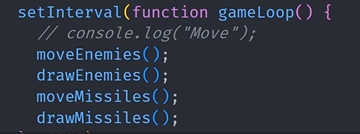 setInterval(function gameLoop() {
// console.log("Move");
moveEnemies();
drawEnemies();
moveMissiles();
drawMissiles();